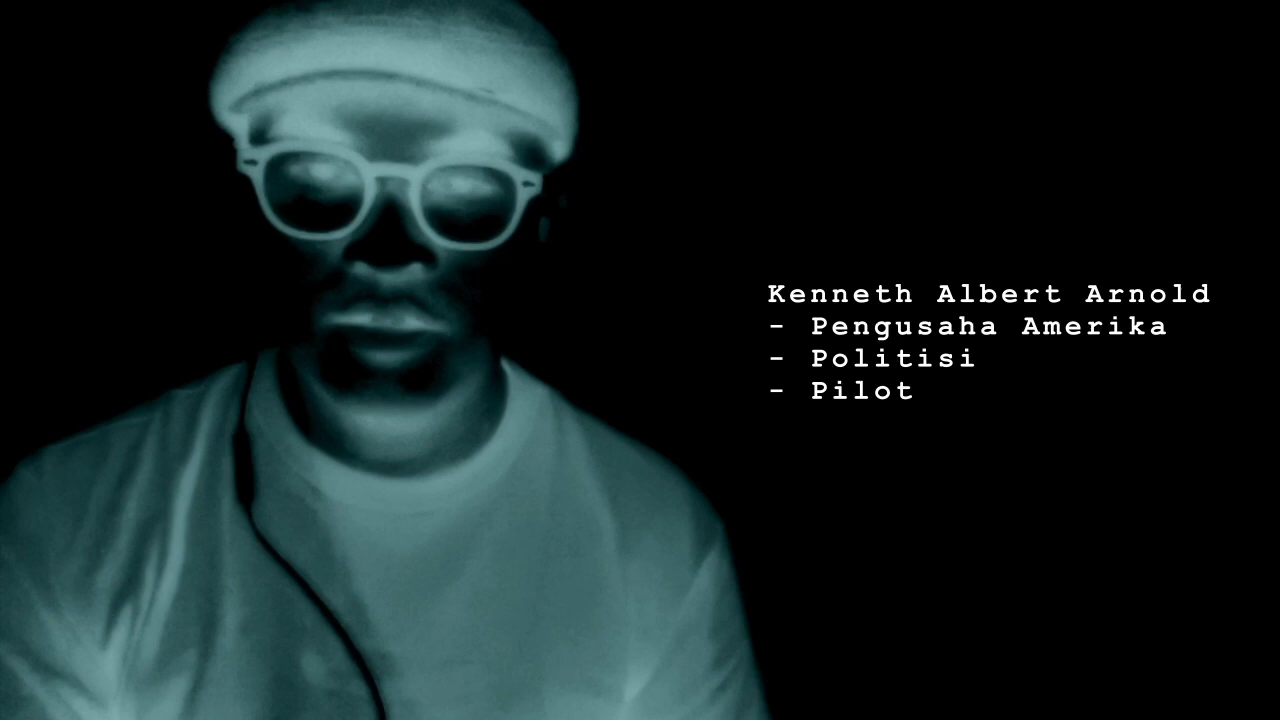 Kenneth Albert Arnold
- Pengusaha Amerika
- Politisi
- Pilot